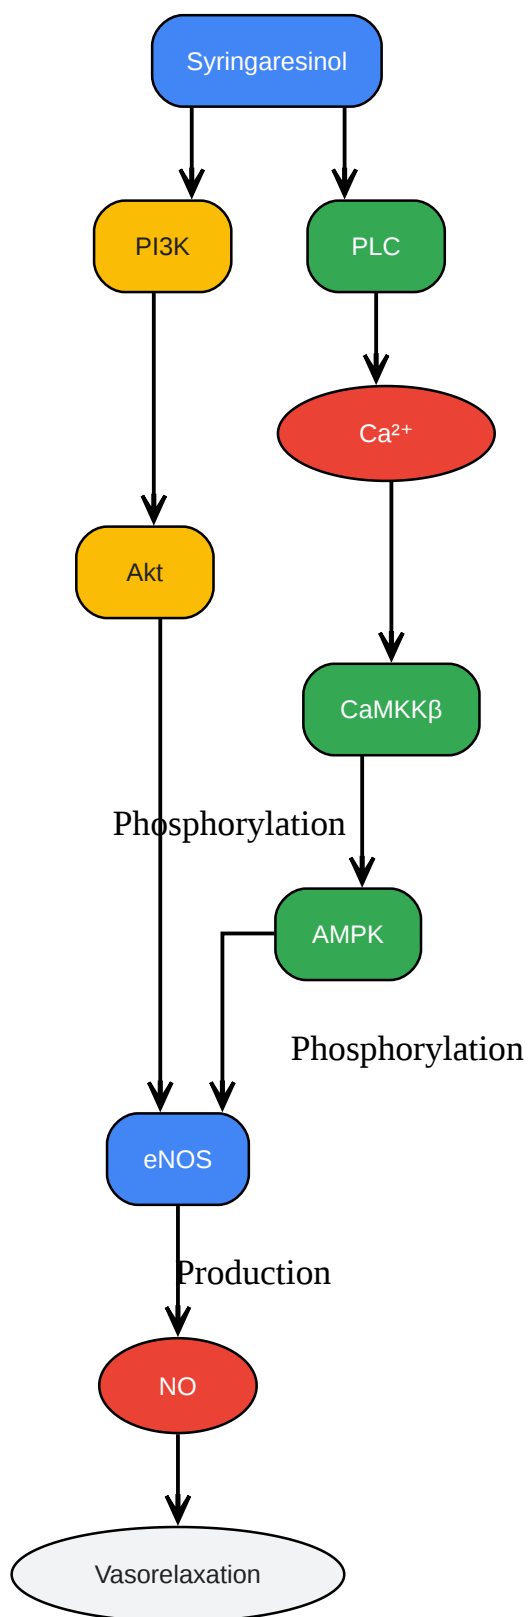 Syringaresinol
PI3K
PLC
Ca²⁺
Akt
CaMKKβ
Phosphorylation
AMPK
Phosphorylation
eNOS
Production
NO
Vasorelaxation